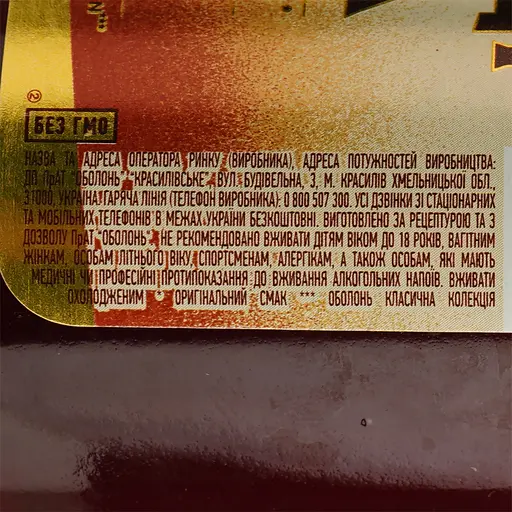 БЕЗ ГМО
НАЗВА ТА АДРЕСА ОПЕРАТОРА РИНКУ (ВИРОБНИКА), АДРЕСА ПОТУЖНОСТЕЙ ВИРОБНИЦТВА:
ДП ПрАТ "ОБОЛОНЬ" "КРАСИЛІВСЬКЕ", ВУЛ. БУДІВЕЛЬНА, 3, М. КРАСИЛІВ ХМЕЛЬНИЦЬКОЇ ОБЛ.,
31000, УКРАЇНА. ГАРЯЧА ЛІНІЯ (ТЕЛЕФОН ВИРОБНИКА): 0 800 507 300. УСІ ДЗВІНКИ ЗІ СТАЦІОНАРНИХ
ТА МОБІЛЬНИХ ТЕЛЕФОНІВ В МЕЖАХ УКРАЇНИ БЕЗКОШТОВНІ. ВИГОТОВЛЕНО ЗА РЕЦЕПТУРОЮ ТА З
ДОЗВОЛУ ПрАТ "ОБОЛОНЬ". НЕ РЕКОМЕНДОВАНО ВЖИВАТИ ДІТЯМ ВІКОМ ДО 18 РОКІВ, ВАГІТНИМ
ЖІНКАМ, ОСОБАМ ЛІТНЬОГО ВІКУ, СПОРТСМЕНАМ, АЛЕРГІКАМ, А ТАКОЖ ОСОБАМ, ЯКІ МАЮТЬ
МЕДИЧНІ ЧИ ПРОФЕСІЙНІ ПРОТИПОКАЗАННЯ ДО ВЖИВАННЯ АЛКОГОЛЬНИХ НАПОЇВ. ВЖИВАТИ
ОХОЛОДЖЕНИМ • ОРИГІНАЛЬНИЙ СМАК *** ОБОЛОНЬ КЛАСИЧНА КОЛЕКЦІЯ